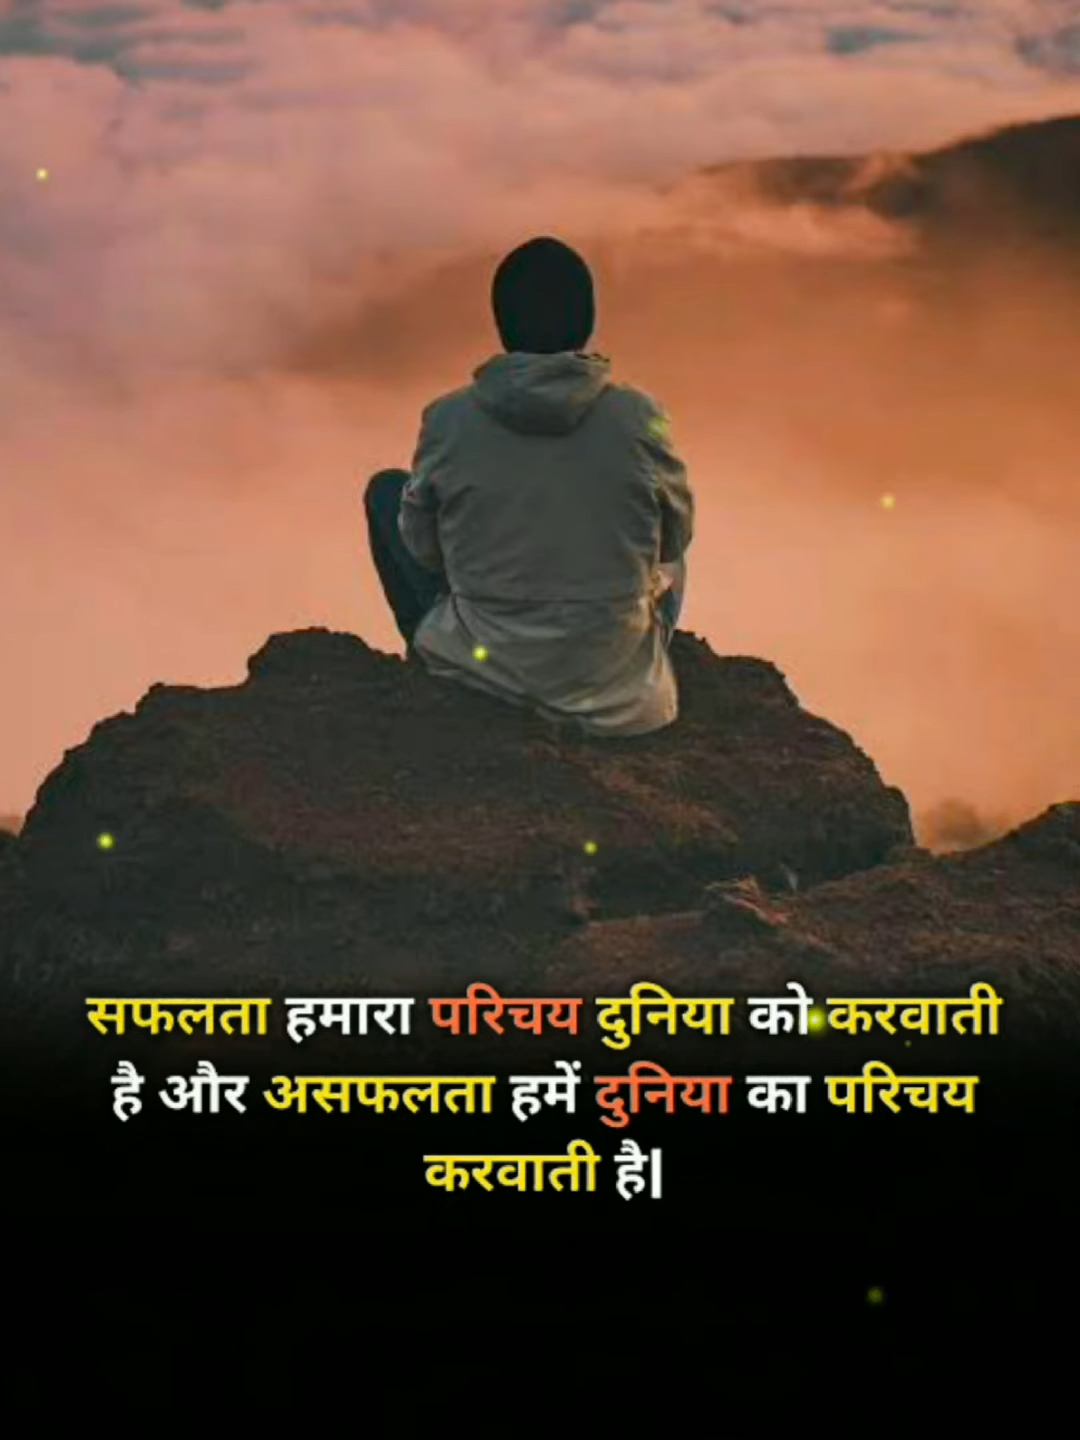 सफलता हमारा परिचय दुनिया को करवाती
है और असफलता हमें दुनिया का परिचय
करवाती है|